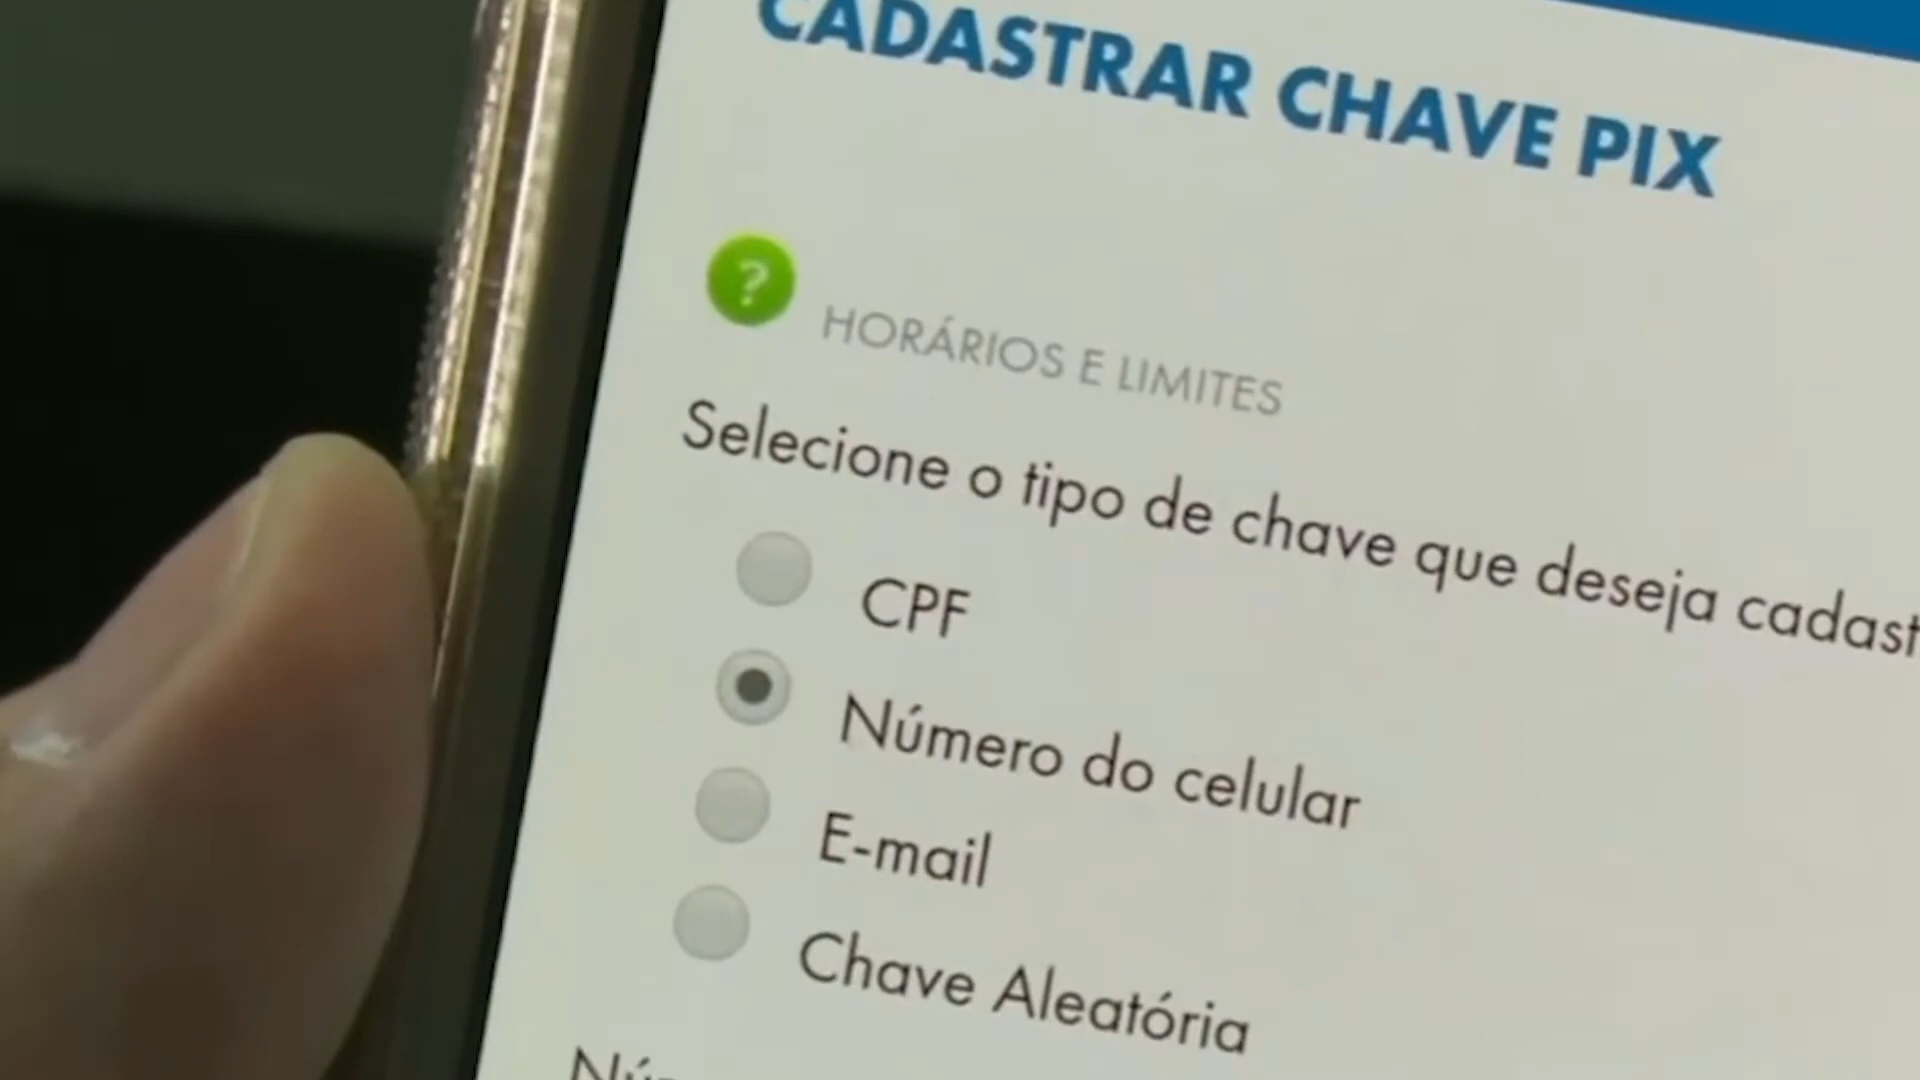 CADASTRAR CHAVE PIX
?
HORÁRIOS E LIMITES
Selecione o tipo de chave que deseja cadast
CPF
Número do celular
E-mail
Chave Aleatória